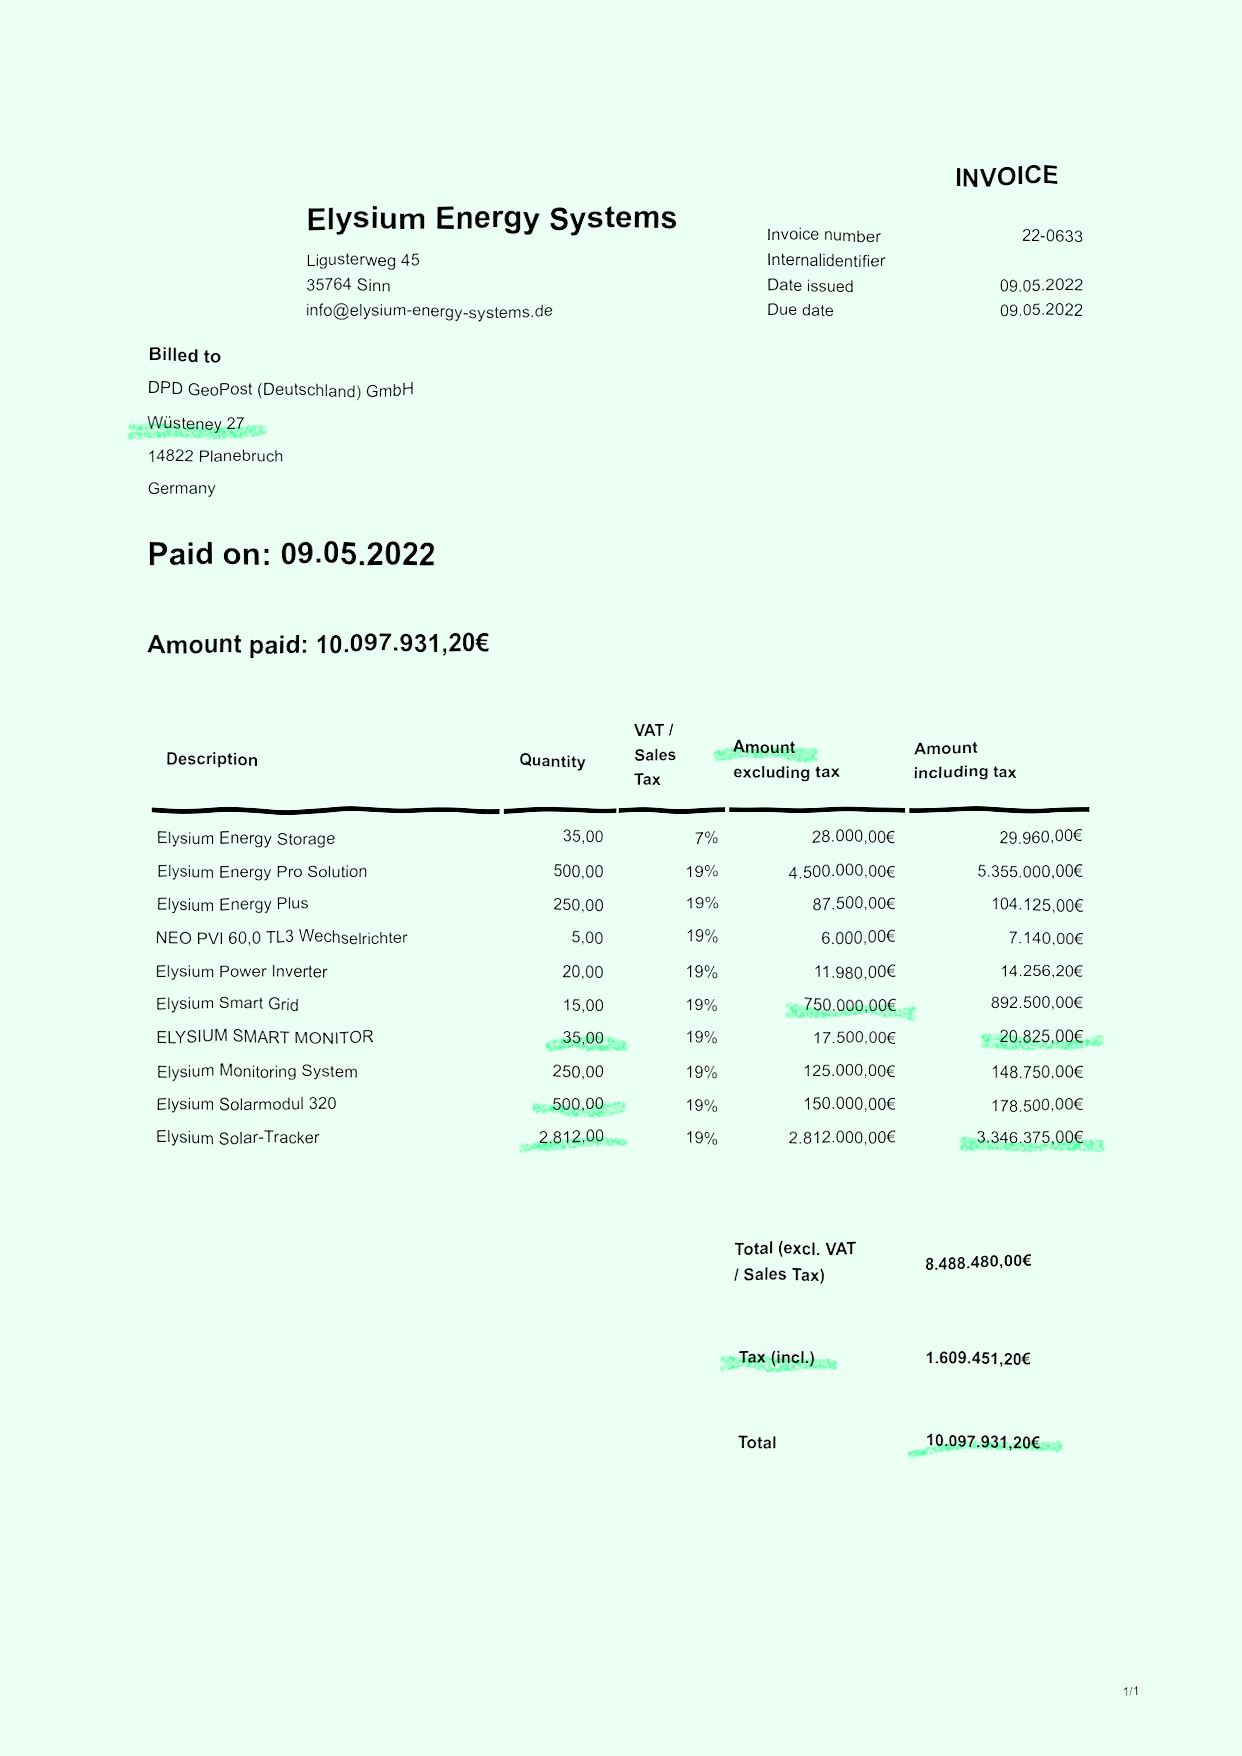 INVOICE
Elysium Energy Systems
Ligusterweg 45
35764 Sinn
info@elysium-energy-systems.de
Invoice number 22-0633
Internalidentifier
Date issued 09.05.2022
Due date 09.05.2022
Billed to
DPD GeoPost (Deutschland) GmbH
Wüsteney 27
14822 Planebruch
Germany
Paid on: 09.05.2022
Amount paid: 10.097.931,20€
Description Quantity VAT / Sales Tax Amount excluding tax Amount including tax
Elysium Energy Storage 35,00 7% 28.000,00€ 29.960,00€
Elysium Energy Pro Solution 500,00 19% 4.500.000,00€ 5.355.000,00€
Elysium Energy Plus 250,00 19% 87.500,00€ 104.125,00€
NEO PVI 60,0 TL3 Wechselrichter 5,00 19% 6.000,00€ 7.140,00€
Elysium Power Inverter 20,00 19% 11.980,00€ 14.256,20€
Elysium Smart Grid 15,00 19% 750.000,00€ 892.500,00€
ELYSIUM SMART MONITOR 35,00 19% 17.500,00€ 20.825,00€
Elysium Monitoring System 250,00 19% 125.000,00€ 148.750,00€
Elysium Solarmodul 320 500,00 19% 150.000,00€ 178.500,00€
Elysium Solar-Tracker 2.812,00 19% 2.812.000,00€ 3.346.375,00€
Total (excl. VAT / Sales Tax) 8.488.480,00€
Tax (incl.) 1.609.451,20€
Total 10.097.931,20€
1/1